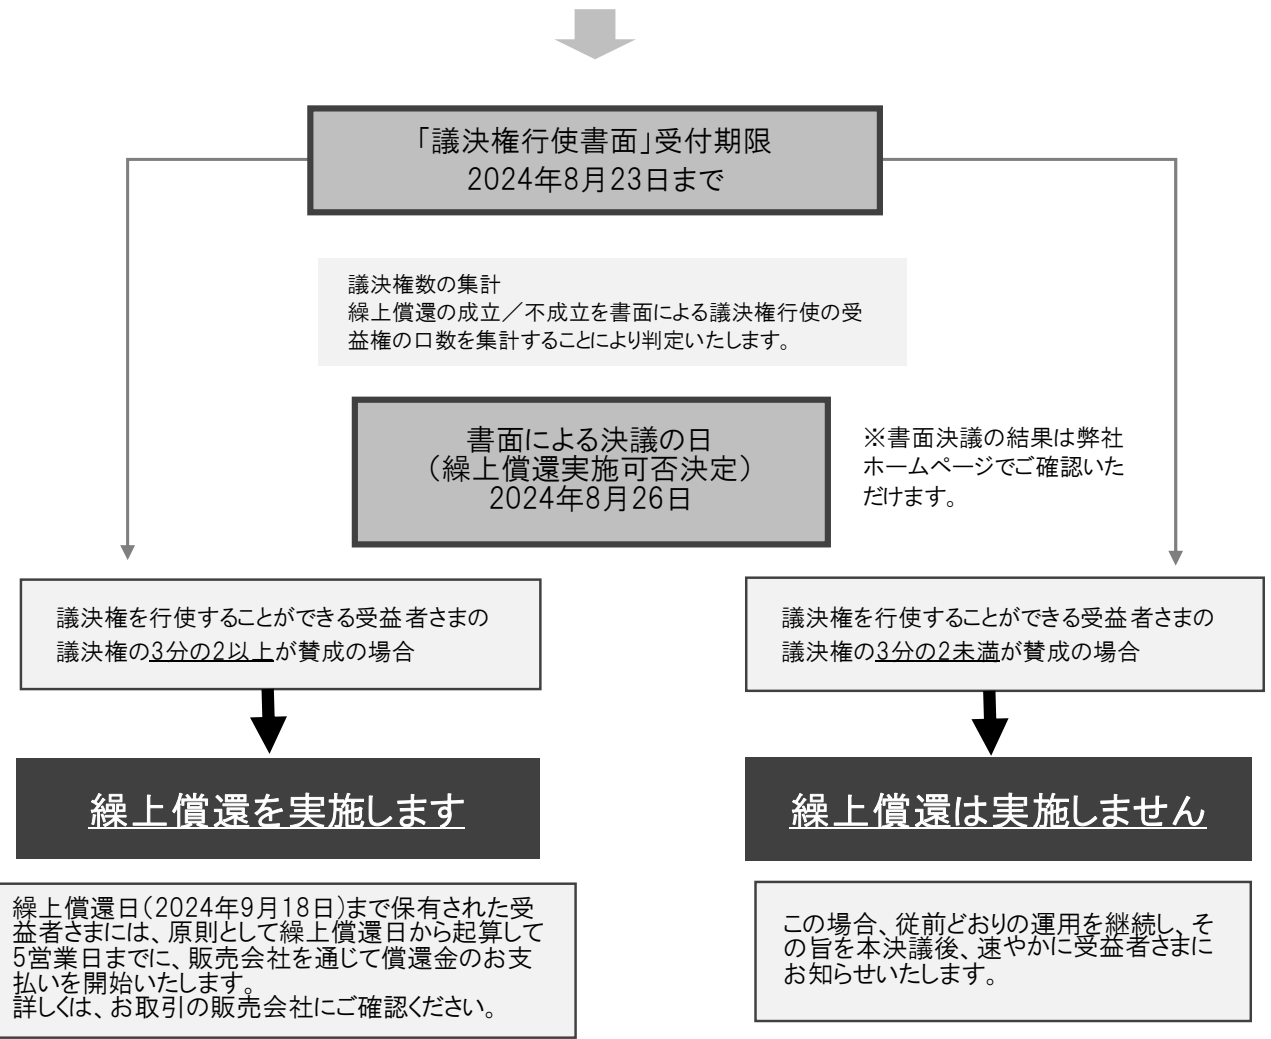 「議決権行使書面」受付期限
2024年8月23日まで
議決権数の集計
繰上償還の成立／不成立を書面による議決権行使の受
益権の口数を集計することにより判定いたします。
書面による決議の日
（繰上償還実施可否決定）
2024年8月26日
※書面決議の結果は弊社
ホームページでご確認いた
だけます。
議決権を行使することができる受益者さまの
議決権の3分の2以上が賛成の場合
繰上償還を実施します
繰上償還日（2024年9月18日）まで保有された受
益者さまには、原則として繰上償還日から起算して
5営業日までに、販売会社を通じて償還金のお支
払いを開始いたします。
詳しくは、お取引の販売会社にご確認ください。
議決権を行使することができる受益者さまの
議決権の3分の2未満が賛成の場合
繰上償還は実施しません
この場合、従前どおりの運用を継続し、そ
の旨を本決議後、速やかに受益者さまに
お知らせいたします。